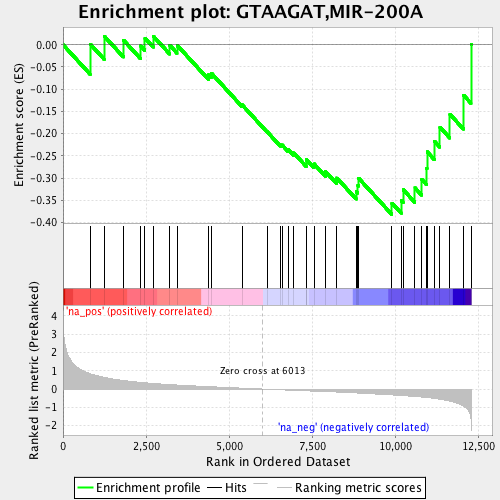 Enrichment plot: GTAAGAT,MIR-200A
Enrichment score (ES)
0.00
-0.05
-0.10
-0.15
-0.20
-0.25
-0.30
-0.35
-0.40
'na_pos' (positively correlated)
Ranked list metric (PreRanked)
4
3
2
1
0
-1
-2
Zero cross at 6013
'na_neg' (negatively correlated)
0
2,500
5,000
7,500
10,000
12,500
Rank in Ordered Dataset
Enrichment profile
Hits
Ranking metric scores